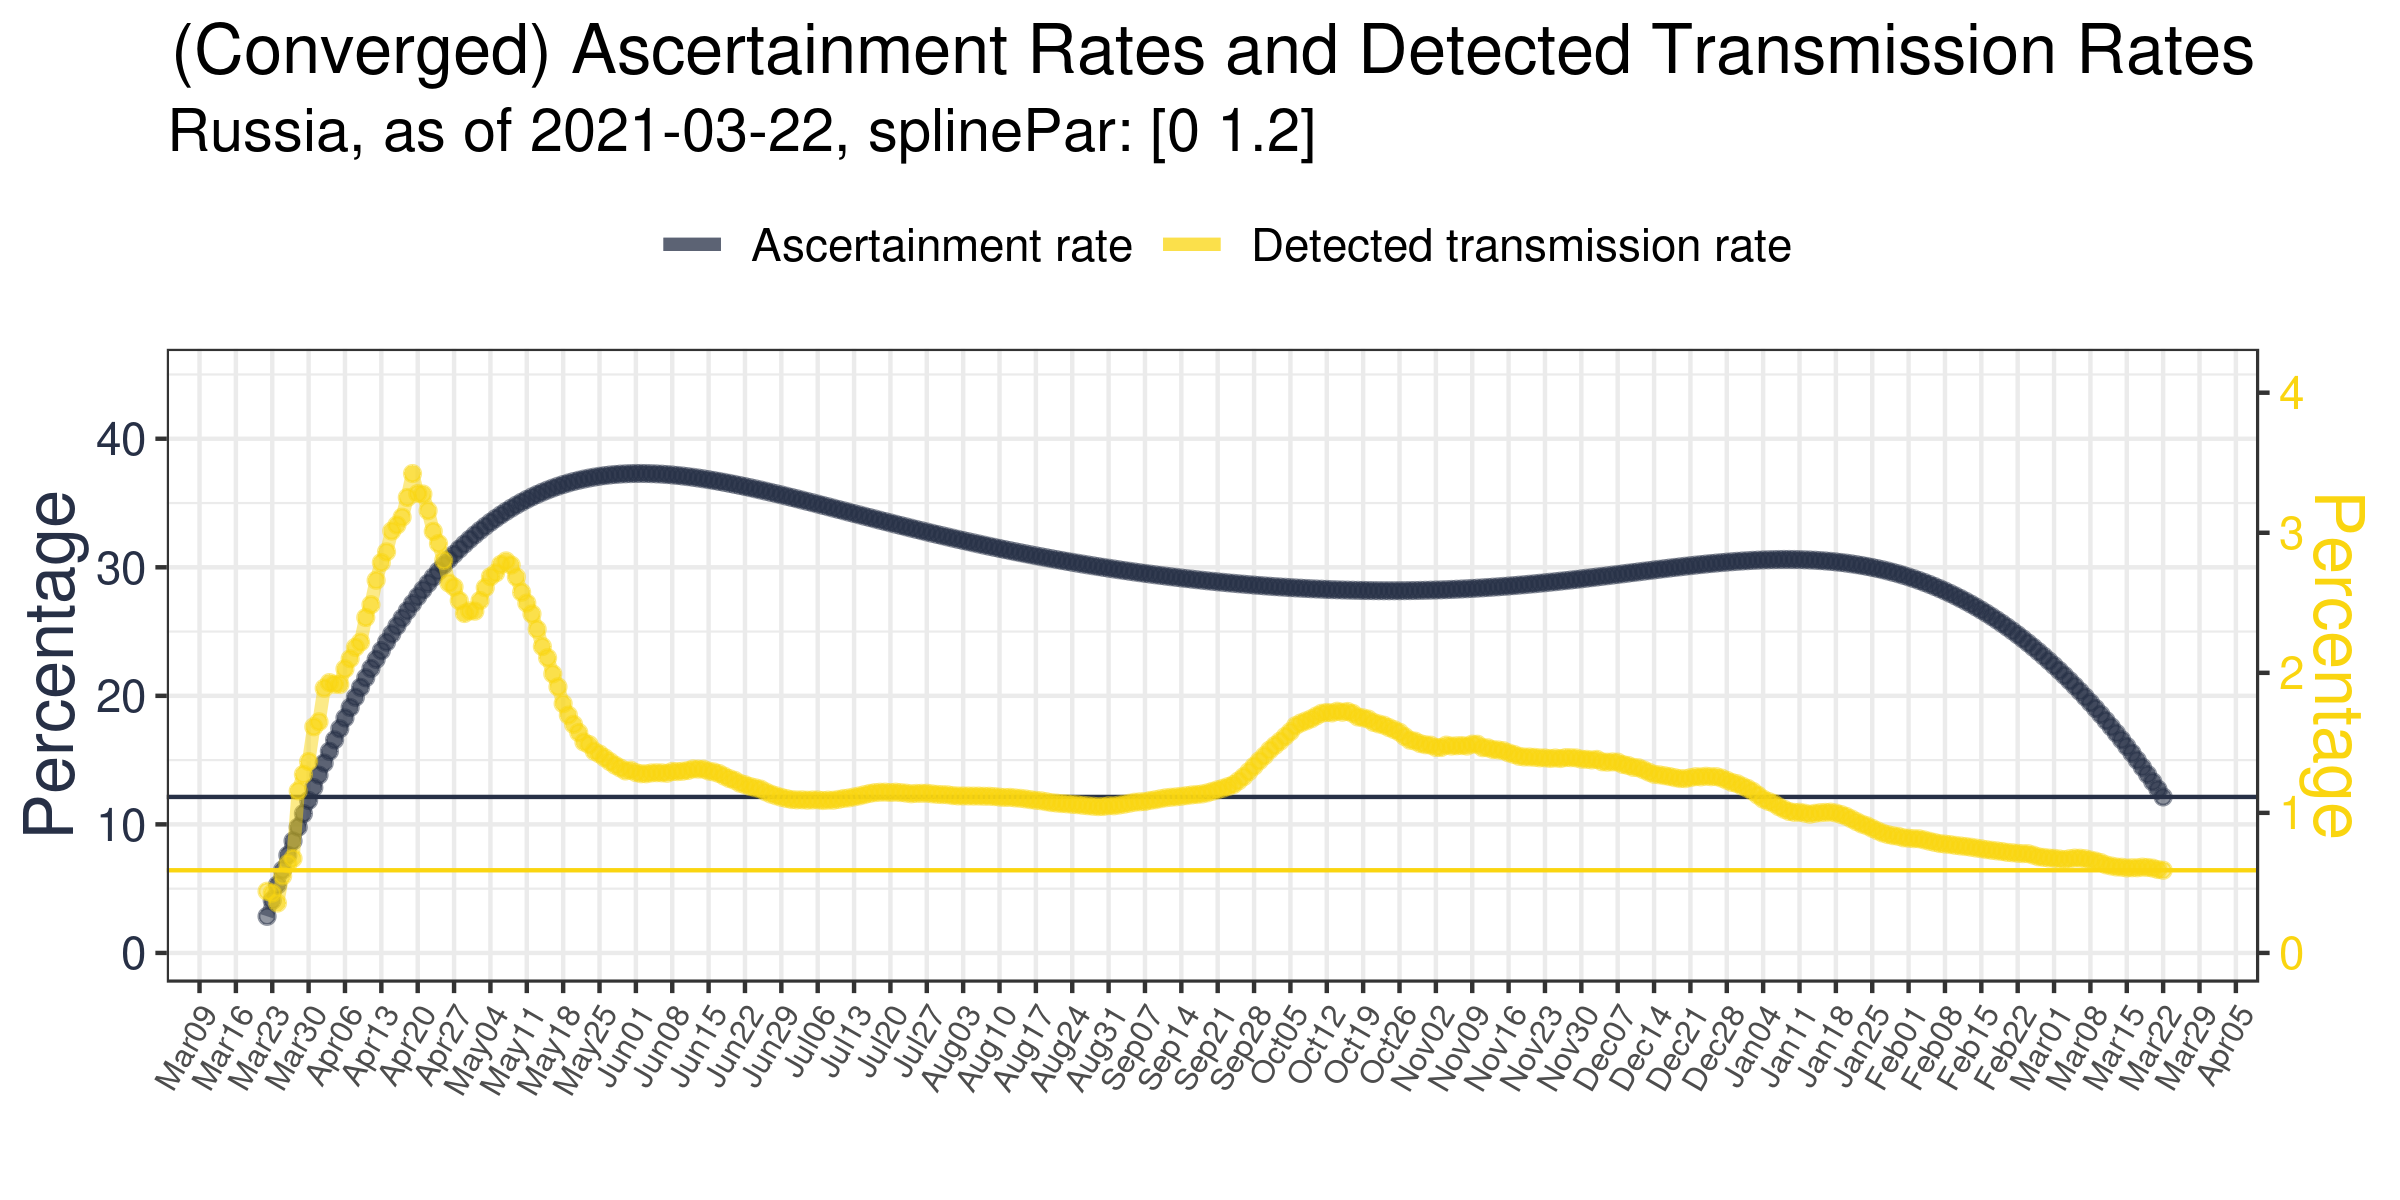 (Converged) Ascertainment Rates and Detected Transmission Rates
Russia, as of 2021-03-22, splinePar: [0 1.2]
Ascertainment rate Detected transmission rate
Percentage
40
30
20
10
0
4
3
2
1
0
Percentage
Mar09 Mar16 Mar23 Mar30 Apr06 Apr13 Apr20 Apr27 May04 May11 May18 May25 Jun01 Jun08 Jun15 Jun22 Jun29 Jul06 Jul13 Jul20 Jul27 Aug03 Aug10 Aug17 Aug24 Aug31 Sep07 Sep14 Sep21 Sep28 Oct05 Oct12 Oct19 Oct26 Nov02 Nov09 Nov16 Nov23 Nov30 Dec07 Dec14 Dec21 Dec28 Jan04 Jan11 Jan18 Jan25 Feb01 Feb08 Feb15 Feb22 Mar01 Mar08 Mar15 Mar22 Mar29 Apr05